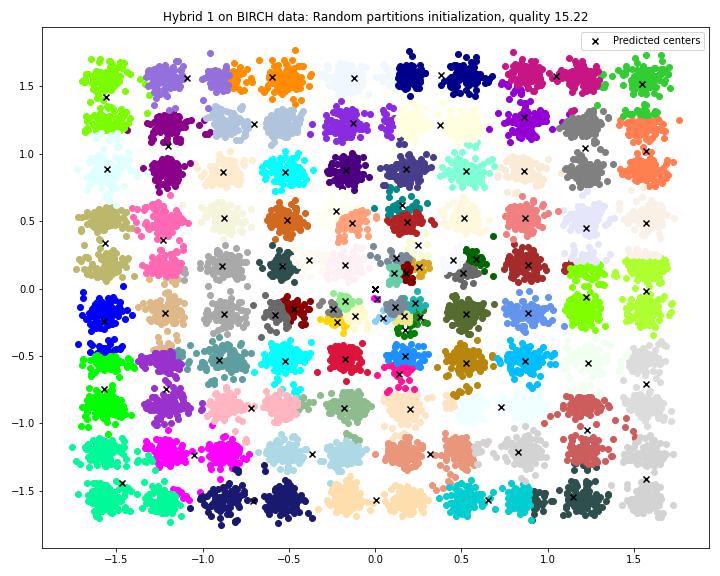 Hybrid 1 on BIRCH data: Random partitions initialization, quality 15.22
Predicted centers
1.5
1.0
0.5
0.0
−0.5
−1.0
−1.5
−1.5 −1.0 −0.5 0.0 0.5 1.0 1.5